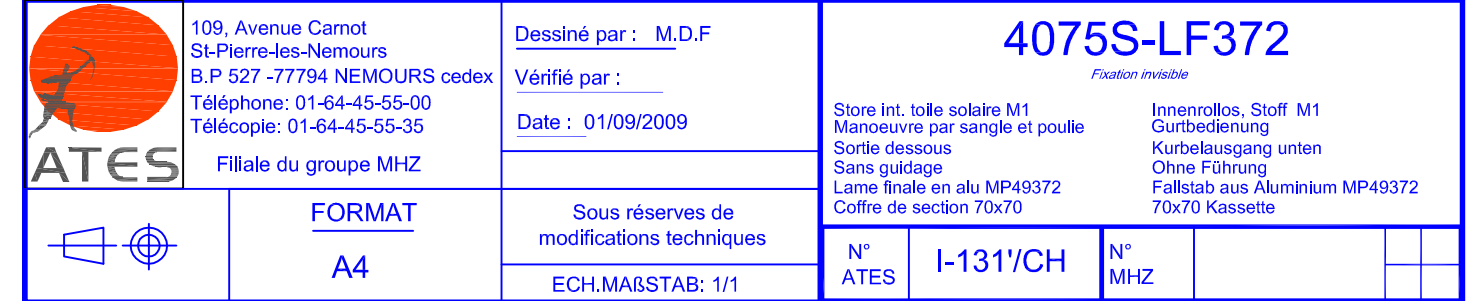 ATES
109, Avenue Carnot
St-Pierre-les-Nemours
B.P 527 -77794 NEMOURS cedex
Téléphone: 01-64-45-55-00
Télécopie: 01-64-45-55-35
Filiale du groupe MHZ
Dessiné par : M.D.F
Vérifié par :
Date : 01/09/2009
FORMAT
A4
Sous réserves de
modifications techniques
ECH.MAßSTAB: 1/1
4075S-LF372
Fixation invisible
Store int. toile solaire M1
Manoeuvre par sangle et poulie
Sortie dessous
Sans guidage
Lame finale en alu MP49372
Coffre de section 70x70
Innenrollos, Stoff M1
Gurtbedienung
Kurbelausgang unten
Ohne Führung
Fallstab aus Aluminium MP49372
70x70 Kassette
N°
ATES
I-131'/CH
N°
MHZ